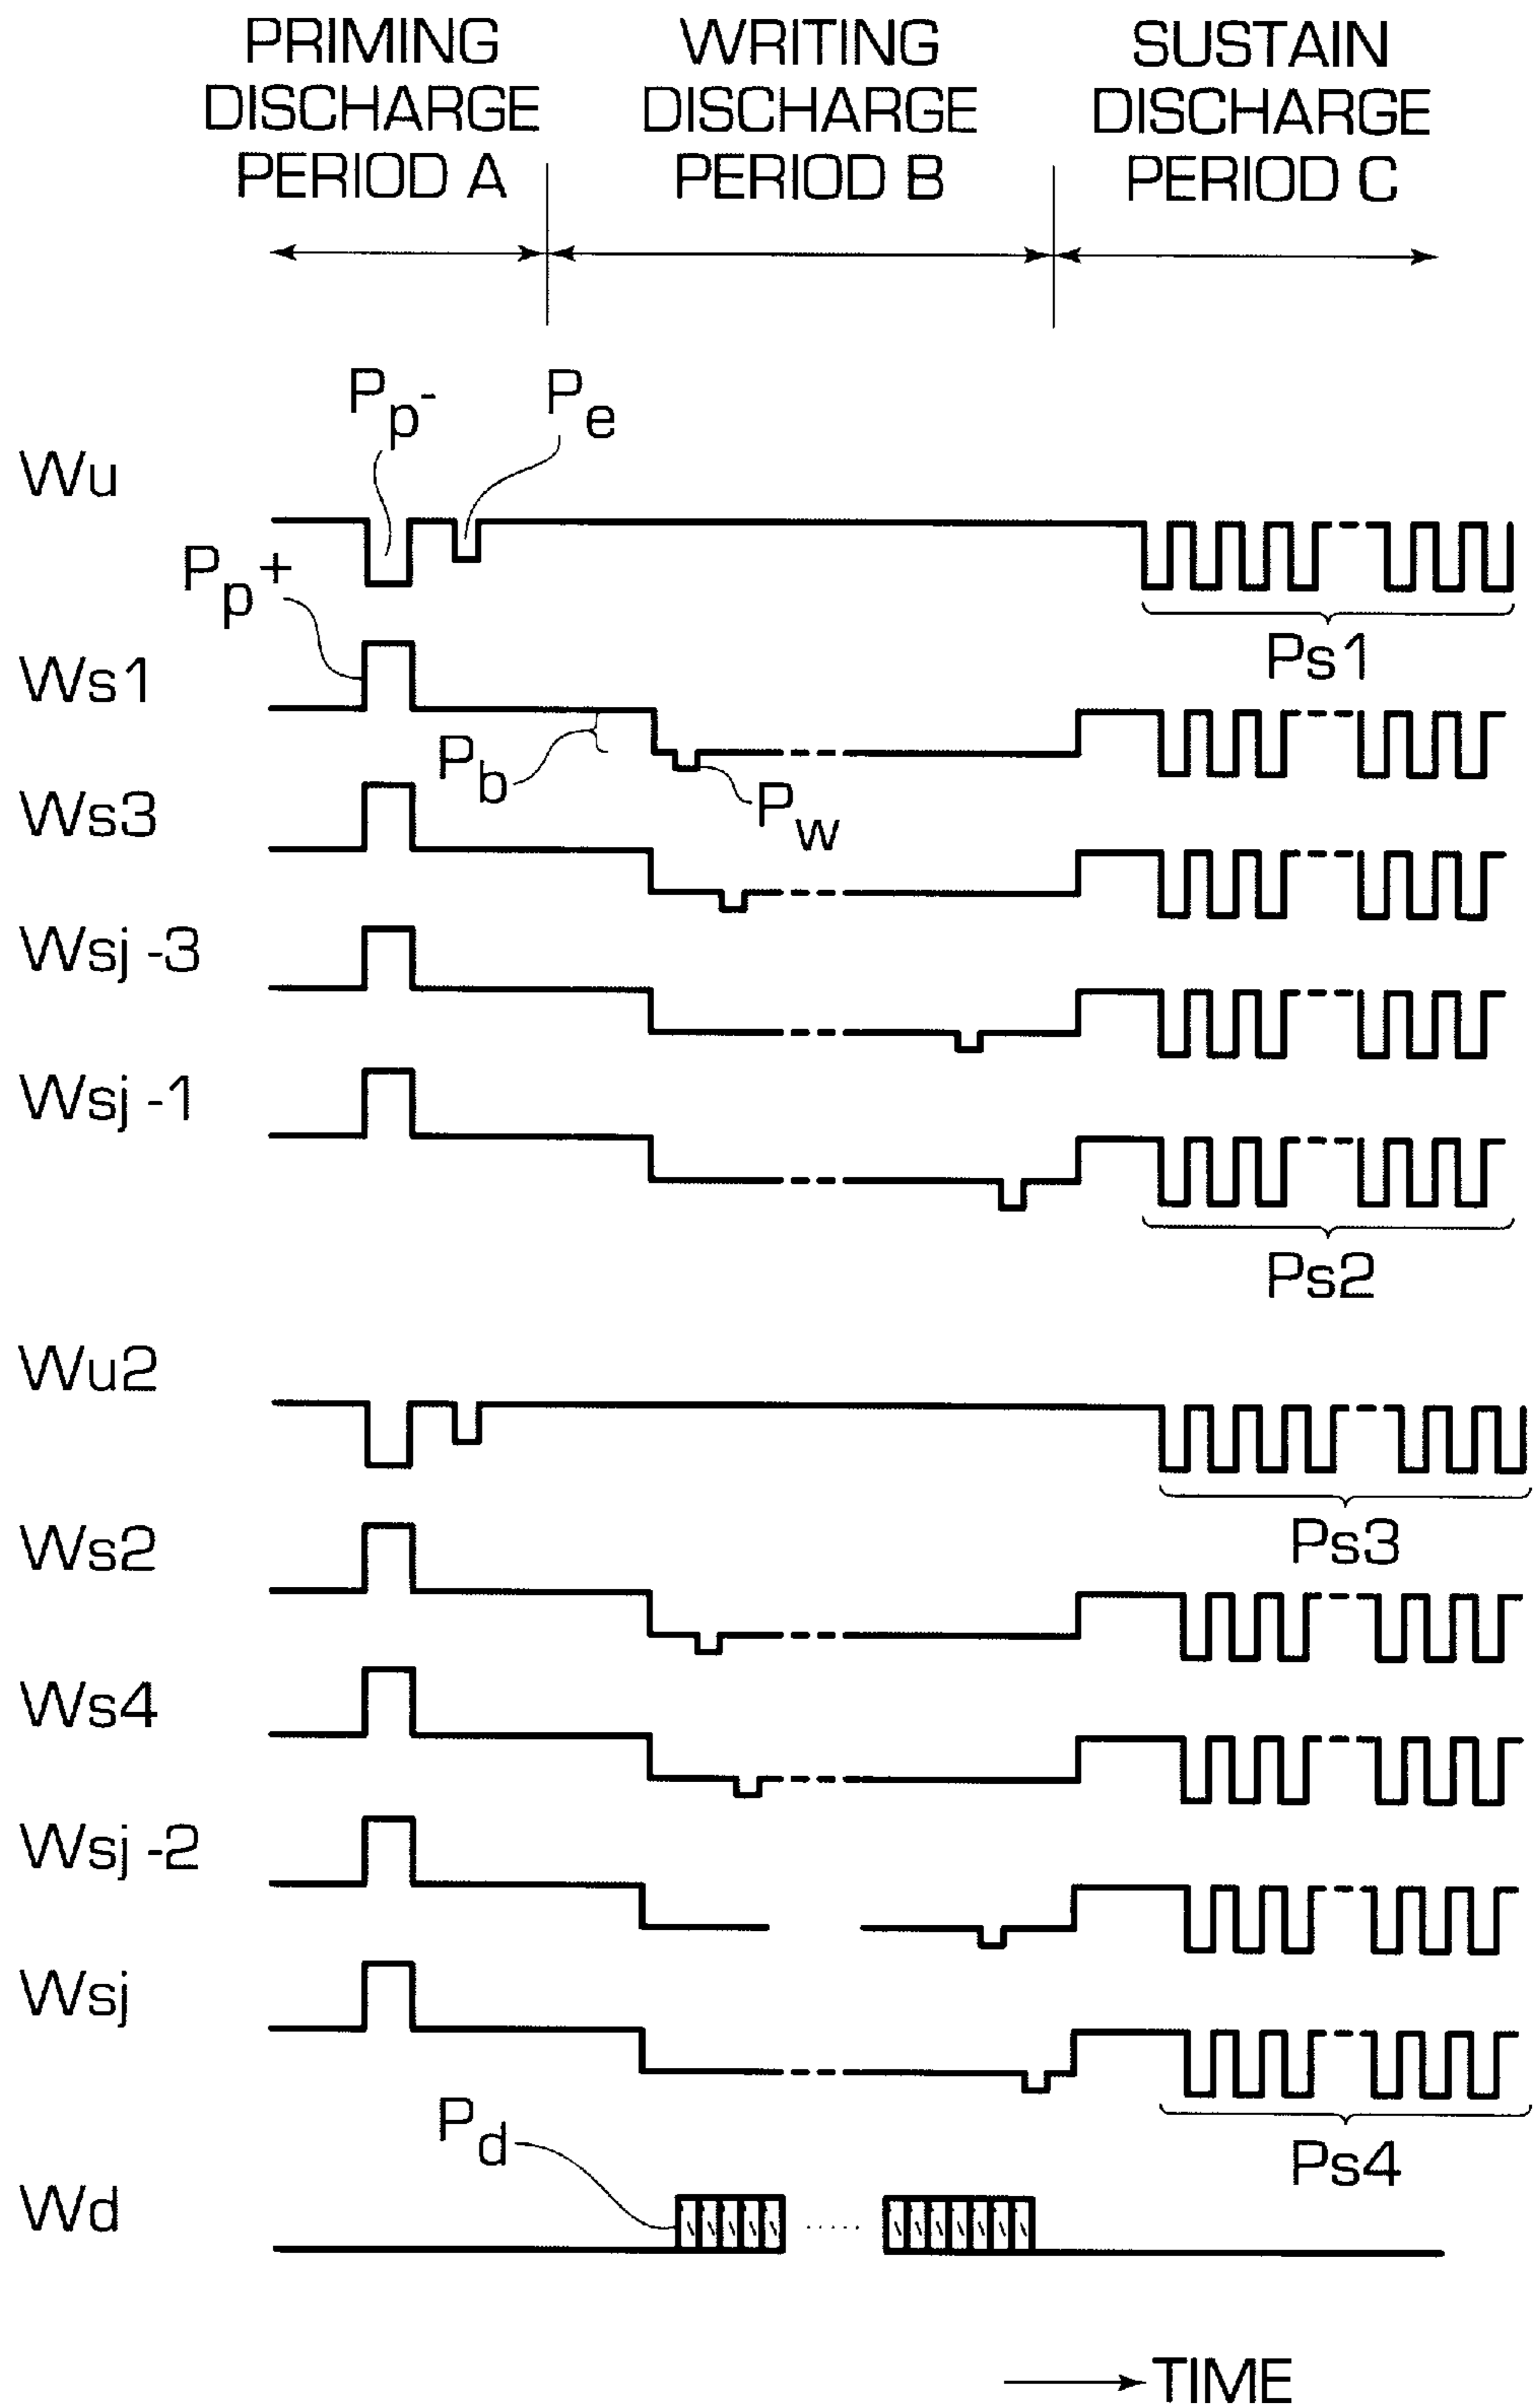 PRIMING
DISCHARGE
PERIOD A
WRITING
DISCHARGE
PERIOD B
SUSTAIN
DISCHARGE
PERIOD C
Pp-
Pe
Wu
Pp+
Ps1
Ws1
Pb
Pw
Ws3
Wsj-3
Wsj-1
Ps2
Wu2
Ps3
Ws2
Ws4
Wsj-2
Wsj
Pd
Ps4
Wd
TIME